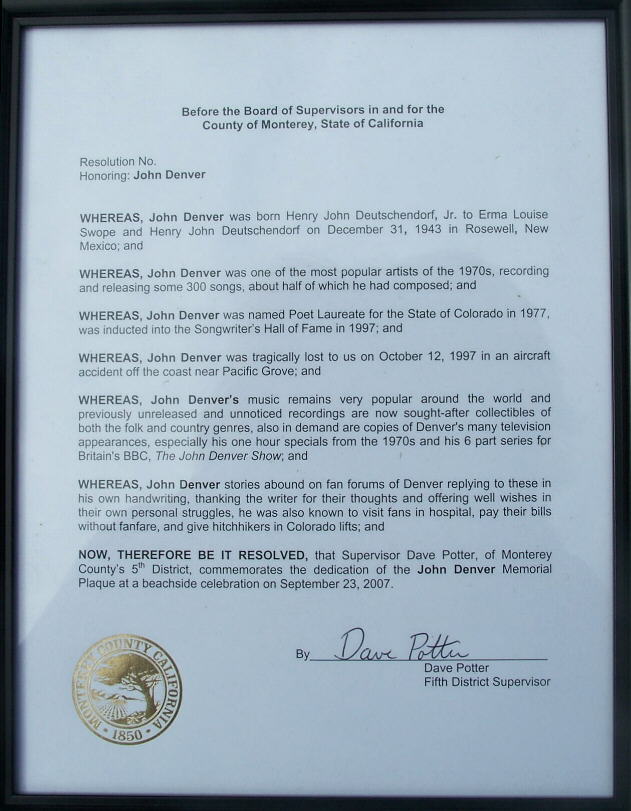 Before the Board of Supervisors in and for the
County of Monterey, State of California
Resolution No.
Honoring: John Denver
WHEREAS, John Denver was born Henry John Deutschendorf, Jr. to Erma Louise
Swope and Henry John Deutschendorf on December 31, 1943 in Rosewell, New
Mexico; and
WHEREAS, John Denver was one of the most popular artists of the 1970s, recording
and releasing some 300 songs, about half of which he had composed; and
WHEREAS, John Denver was named Poet Laureate for the State of Colorado in 1977,
was inducted into the Songwriter's Hall of Fame in 1997; and
WHEREAS, John Denver was tragically lost to us on October 12, 1997 in an aircraft
accident off the coast near Pacific Grove; and
WHEREAS, John Denver's music remains very popular around the world and
previously unreleased and unnoticed recordings are now sought-after collectibles of
both the folk and country genres, also in demand are copies of Denver's many television
appearances, especially his one hour specials from the 1970s and his 6 part series for
Britain's BBC, The John Denver Show; and
WHEREAS, John Denver stories abound on fan forums of Denver replying to these in
his own handwriting, thanking the writer for their thoughts and offering well wishes in
their own personal struggles, he was also known to visit fans in hospital, pay their bills
without fanfare, and give hitchhikers in Colorado lifts; and
NOW, THEREFORE BE IT RESOLVED, that Supervisor Dave Potter, of Monterey
County's 5th District, commemorates the dedication of the John Denver Memorial
Plaque at a beachside celebration on September 23, 2007.
By Dave Potter
Dave Potter
Fifth District Supervisor
MONTEREY COUNTY CALIFORNIA
1850